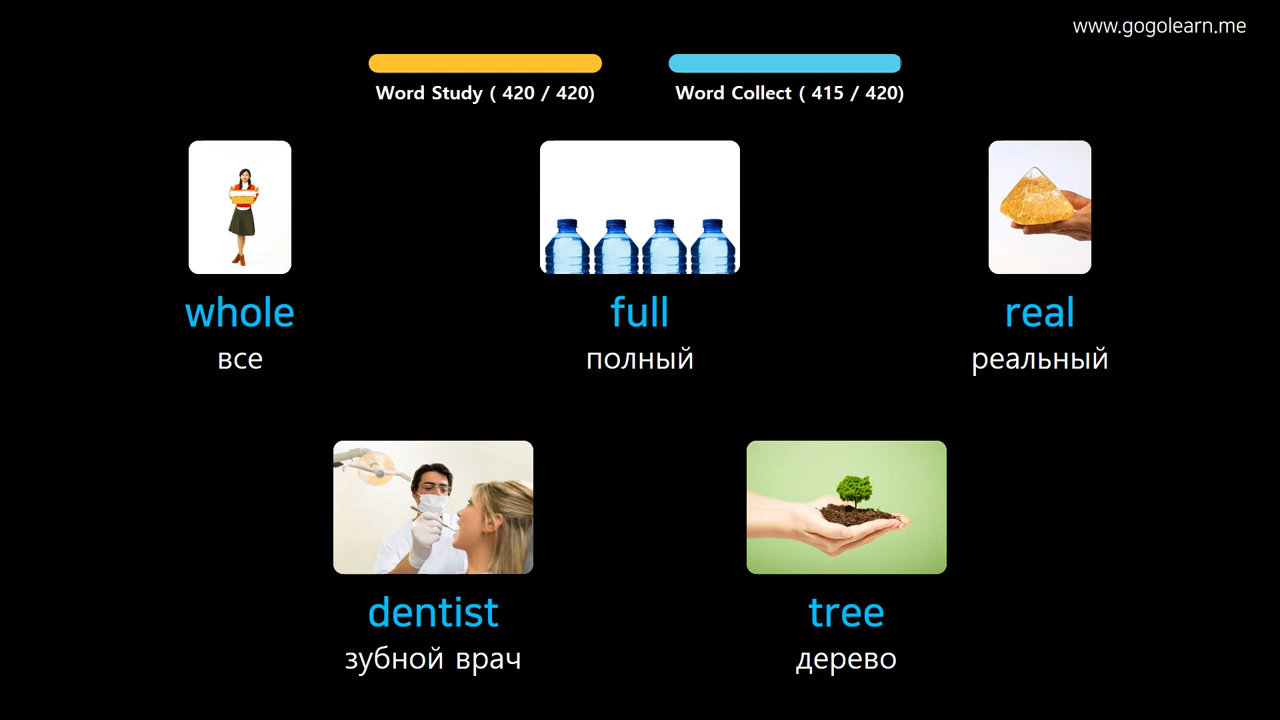 www.gogolearn.me
Word Study ( 420 / 420)
Word Collect ( 415 / 420)
whole
все
full
полный
real
реальный
dentist
зубной врач
tree
дерево